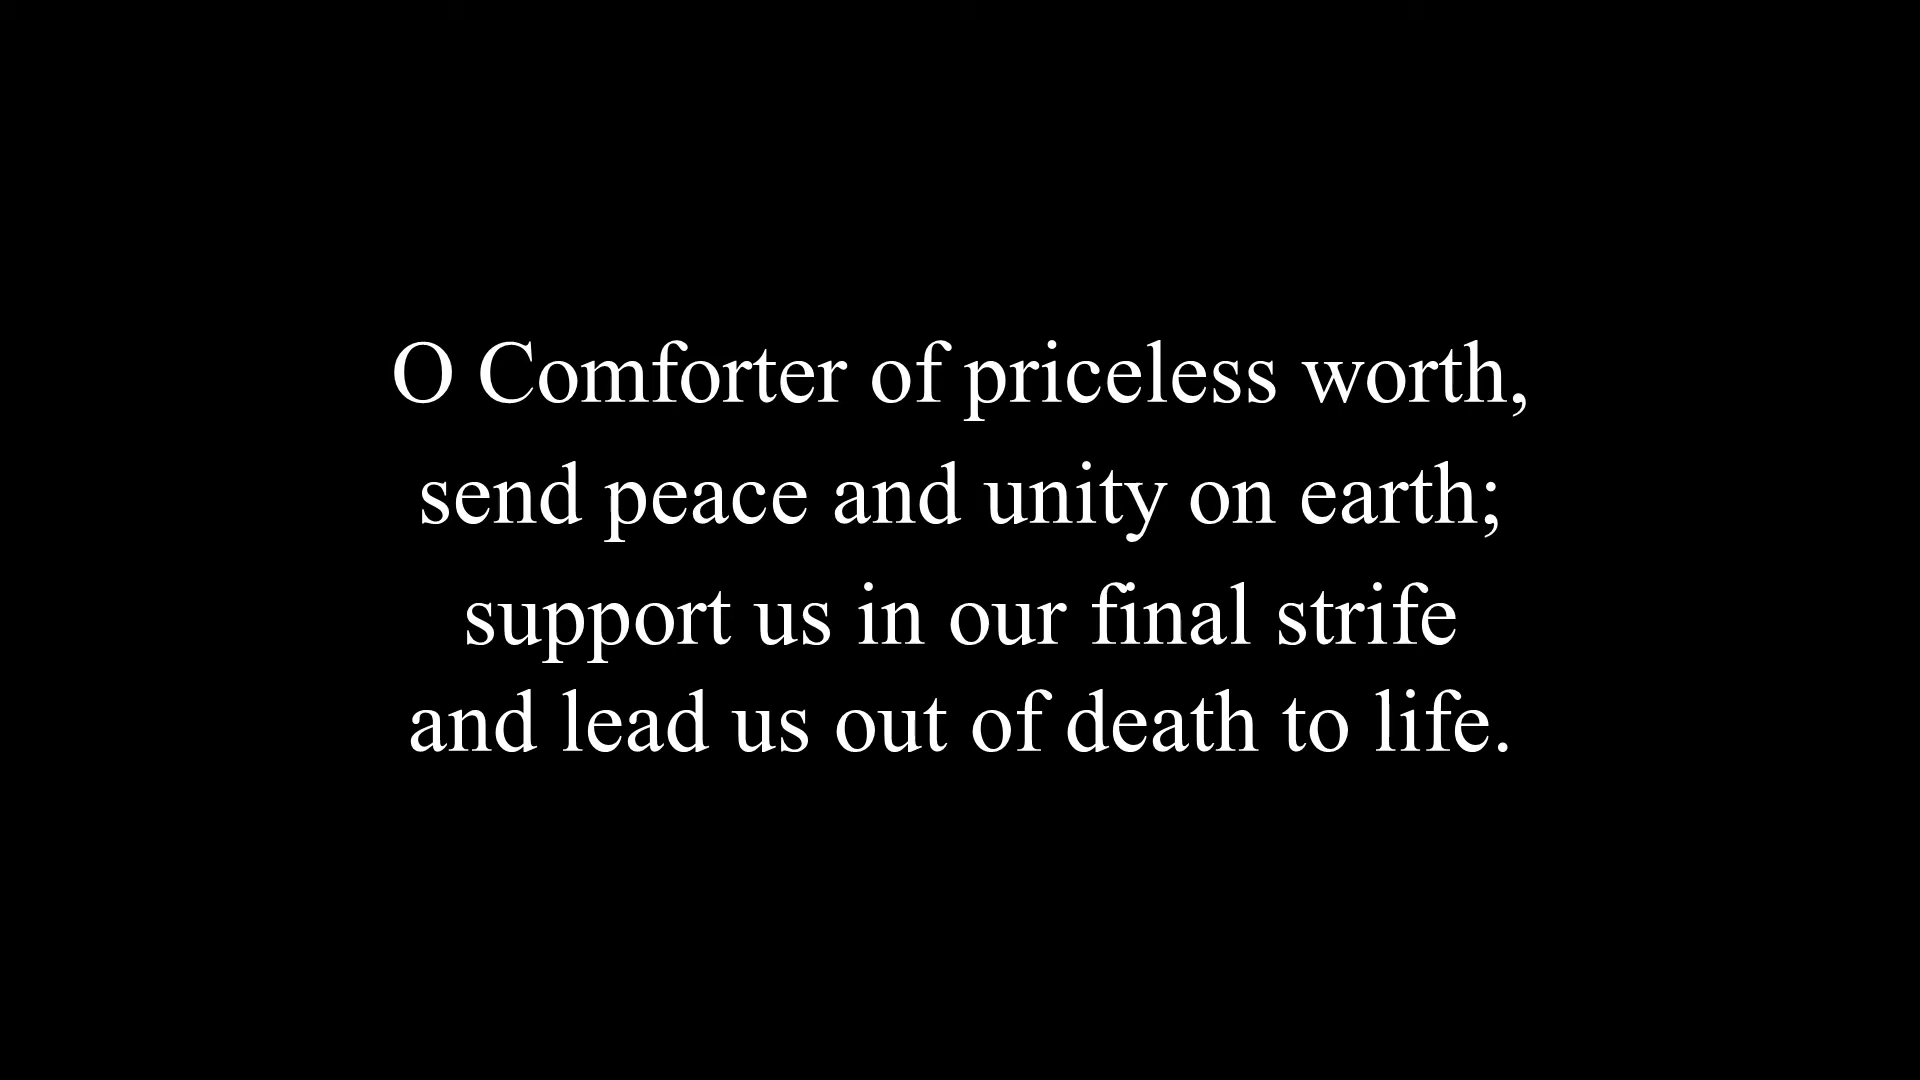 O Comforter of priceless worth,
send peace and unity on earth;
support us in our final strife
and lead us out of death to life.